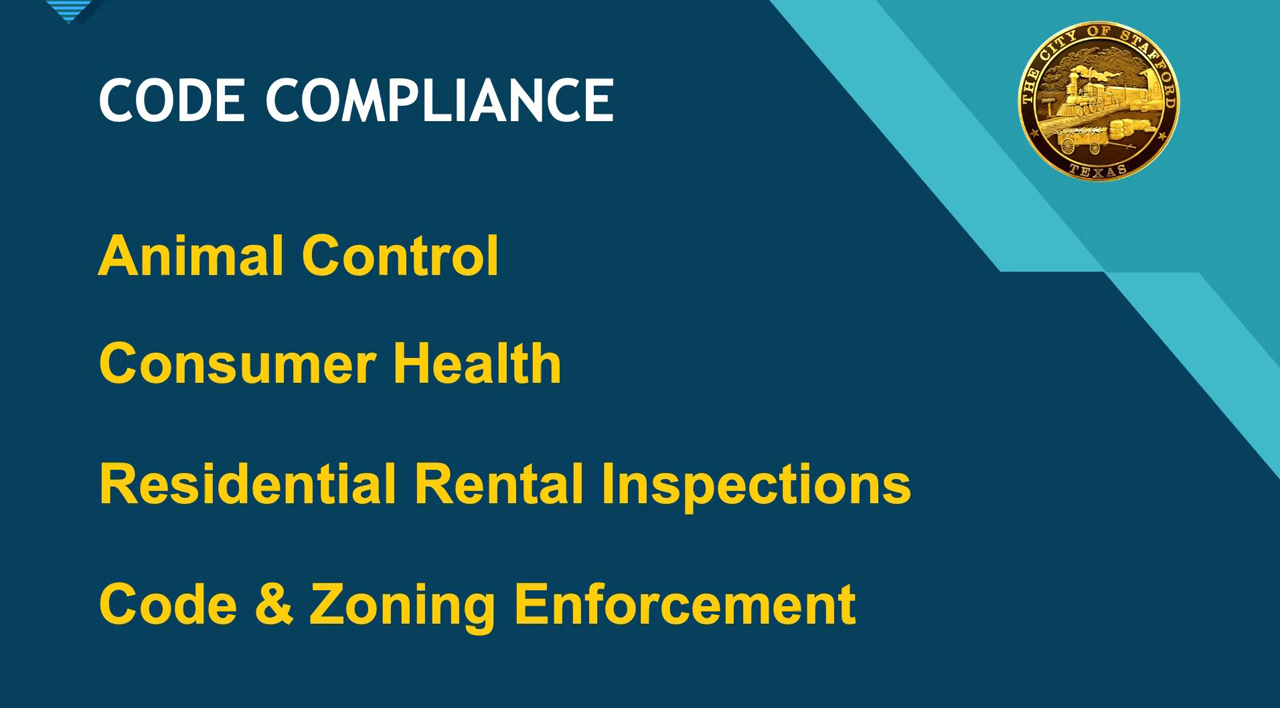 CODE COMPLIANCE
THE CITY OF STAFFORD
TEXAS
Animal Control
Consumer Health
Residential Rental Inspections
Code & Zoning Enforcement